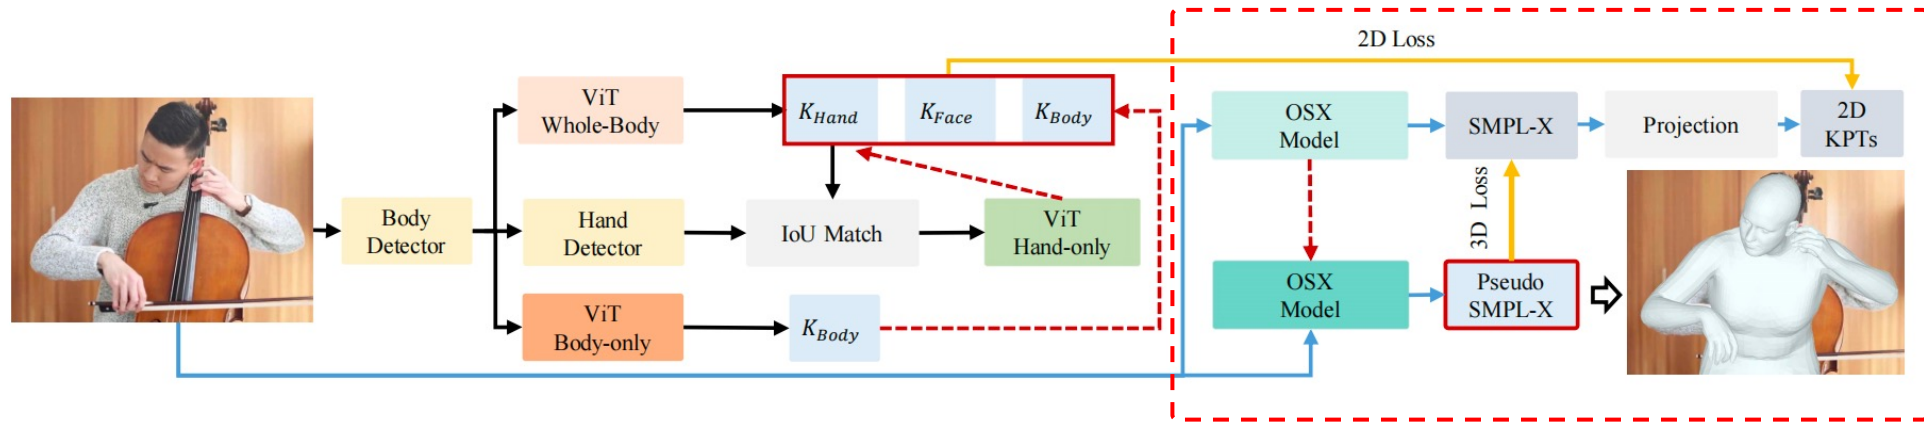 2D Loss
ViT
Whole-Body
K_Hand
K_Face
K_Body
OSX
Model
SMPL-X
Projection
2D
KPTs
Body
Detector
Hand
Detector
IoU Match
ViT
Hand-only
3D Loss
OSX
Model
Pseudo
SMPL-X
ViT
Body-only
K_Body